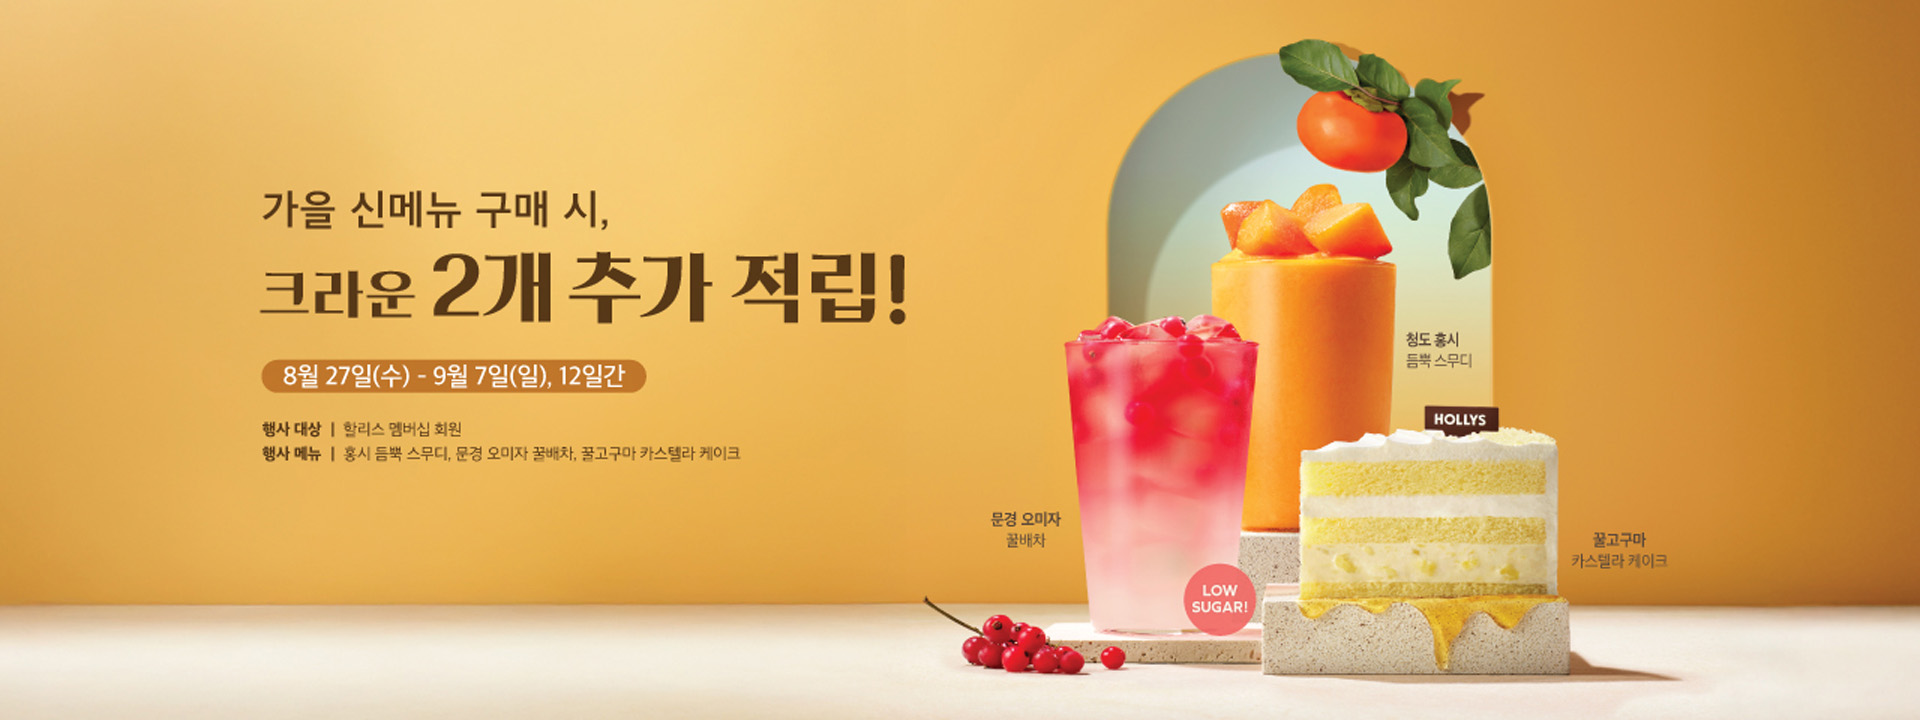 가을 신메뉴 구매 시,
크라운 2개 추가 적립!
8월 27일(수) - 9월 7일(일), 12일간
행사 대상 | 할리스 멤버십 회원
행사 메뉴 | 홍시 듬뿍 스무디, 문경 오미자 꿀배차, 꿀고구마 카스텔라 케이크
청도 홍시
듬뿍 스무디
HOLLYS
문경 오미자
꿀배차
꿀고구마
카스텔라 케이크
LOW
SUGAR!